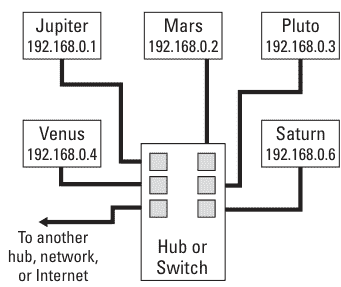 Jupiter
192.168.0.1
Mars
192.168.0.2
Pluto
192.168.0.3
Venus
192.168.0.4
Saturn
192.168.0.6
To another
hub, network,
or Internet
Hub or
Switch